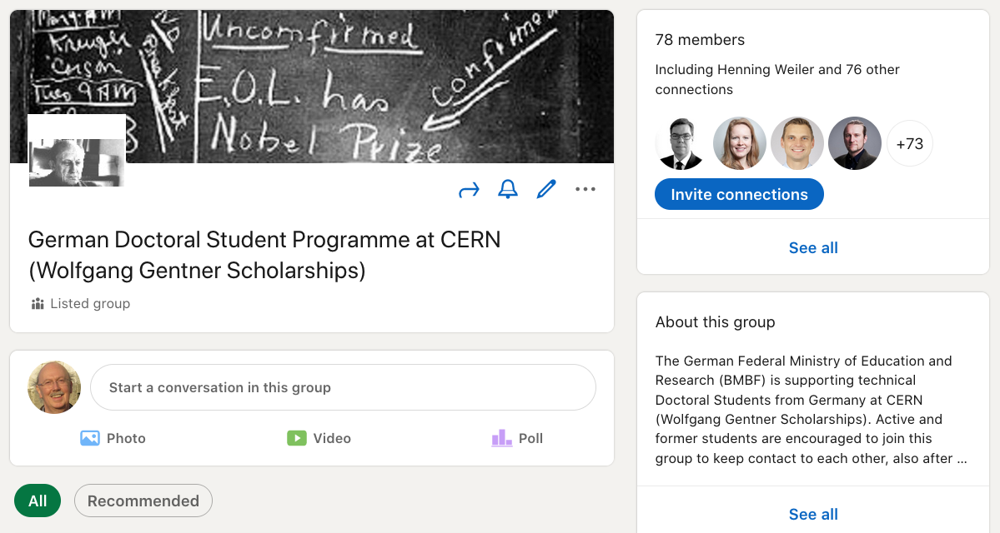 Uncomfirmed
Kruger
confirmed
Tues 9 AM
E.O.L. has
Nobel Prize
German Doctoral Student Programme at CERN
(Wolfgang Gentner Scholarships)
Listed group
Start a conversation in this group
Photo
Video
Poll
All
Recommended
78 members
Including Henning Weiler and 76 other
connections
+73
Invite connections
See all
About this group
The German Federal Ministry of Education and
Research (BMBF) is supporting technical
Doctoral Students from Germany at CERN
(Wolfgang Gentner Scholarships). Active and
former students are encouraged to join this
group to keep contact to each other, also after ...
See all